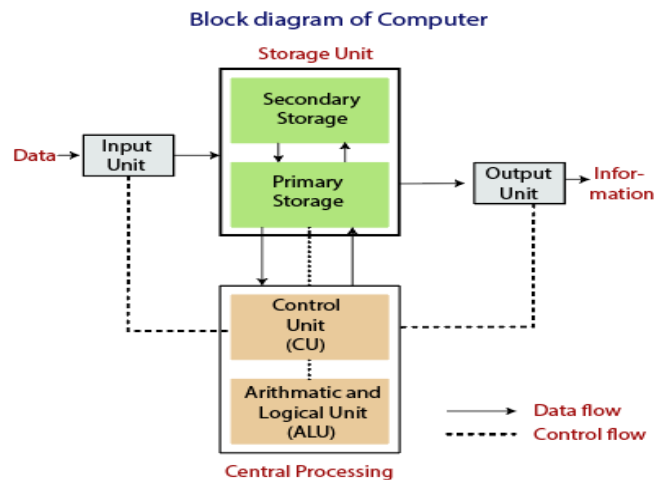 Block diagram of Computer
Storage Unit
Secondary
Storage
Data
Input
Unit
Primary
Storage
Output
Unit
Infor-
mation
Control
Unit
(CU)
Arithmatic and
Logical Unit
(ALU)
Data flow
Control flow
Central Processing